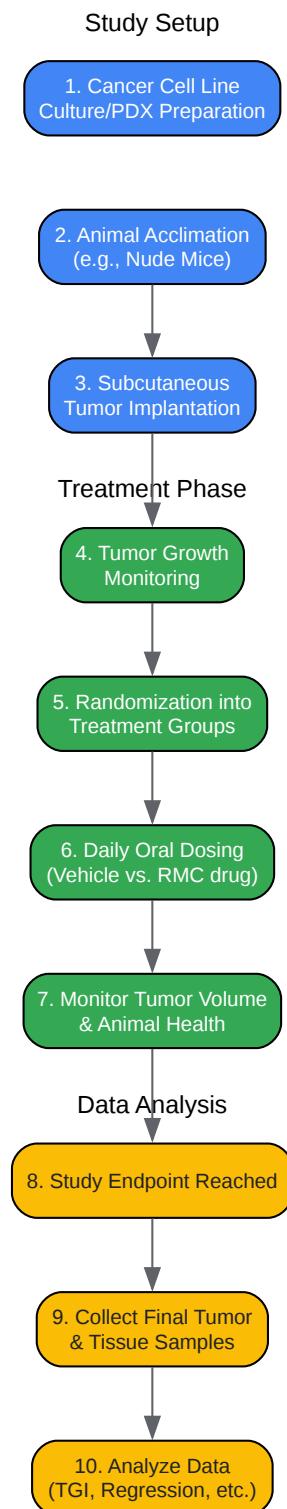 Study Setup
1. Cancer Cell Line
Culture/PDX Preparation
2. Animal Acclimation
(e.g., Nude Mice)
3. Subcutaneous
Tumor Implantation
Treatment Phase
4. Tumor Growth
Monitoring
5. Randomization into
Treatment Groups
6. Daily Oral Dosing
(Vehicle vs. RMC drug)
7. Monitor Tumor Volume
& Animal Health
Data Analysis
8. Study Endpoint Reached
9. Collect Final Tumor
& Tissue Samples
10. Analyze Data
(TGI, Regression, etc.)